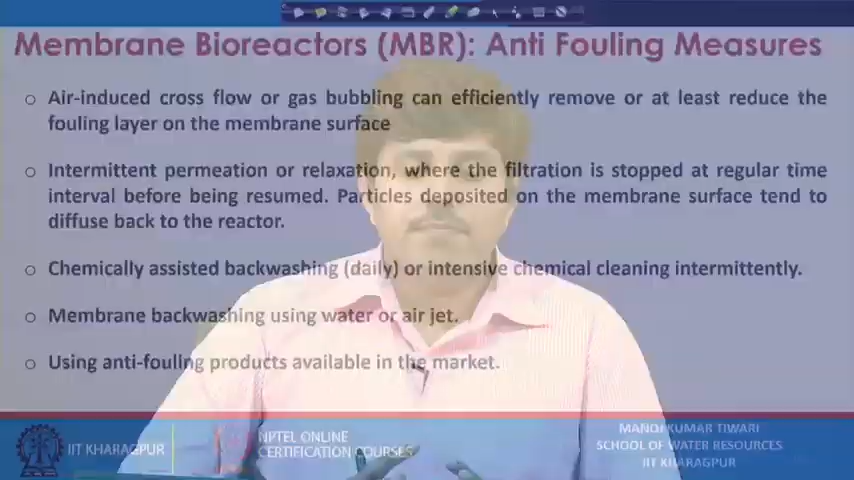 Membrane Bioreactors (MBR): Anti Fouling Measures
o Air-induced cross flow or gas bubbling can efficiently remove or at least reduce the
fouling layer on the membrane surface
o Intermittent permeation or relaxation, where the filtration is stopped at regular time
interval before being resumed. Particles deposited on the membrane surface tend to
diffuse back to the reactor.
o Chemically assisted backwashing (daily) or intensive chemical cleaning intermittently.
o Membrane backwashing using water or air jet.
o Using anti-fouling products available in the market.
IIT KHARAGPUR
NPTEL ONLINE
CERTIFICATION COURSES
MANOJ KUMAR TIWARI
SCHOOL OF WATER RESOURCES
IIT KHARAGPUR